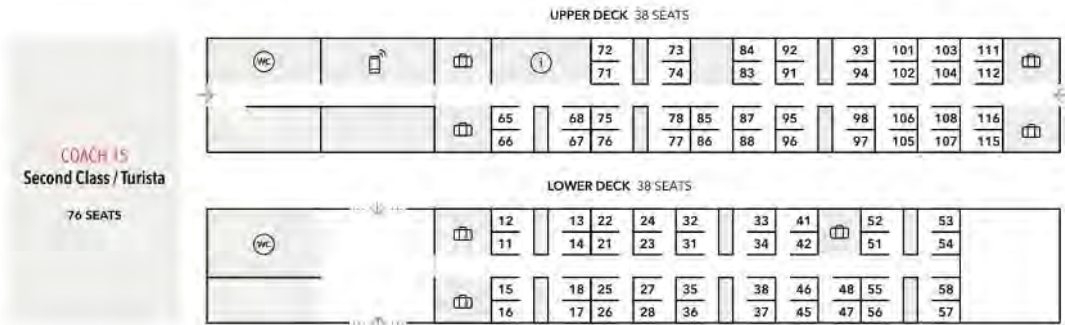 UPPER DECK 38 SEATS
WC
i
72 73 84 92 93 101 103 111
71 74 83 91 94 102 104 112
65 68 75 78 85 87 95 98 106 108 116
66 67 76 77 86 88 96 97 105 107 115
COACH 15
Second Class / Turista
76 SEATS
LOWER DECK 38 SEATS
WC
12 13 22 24 32 33 41 52 53
11 14 21 23 31 34 42 51 54
15 18 25 27 35 38 46 48 55 58
16 17 26 28 36 37 45 47 56 57